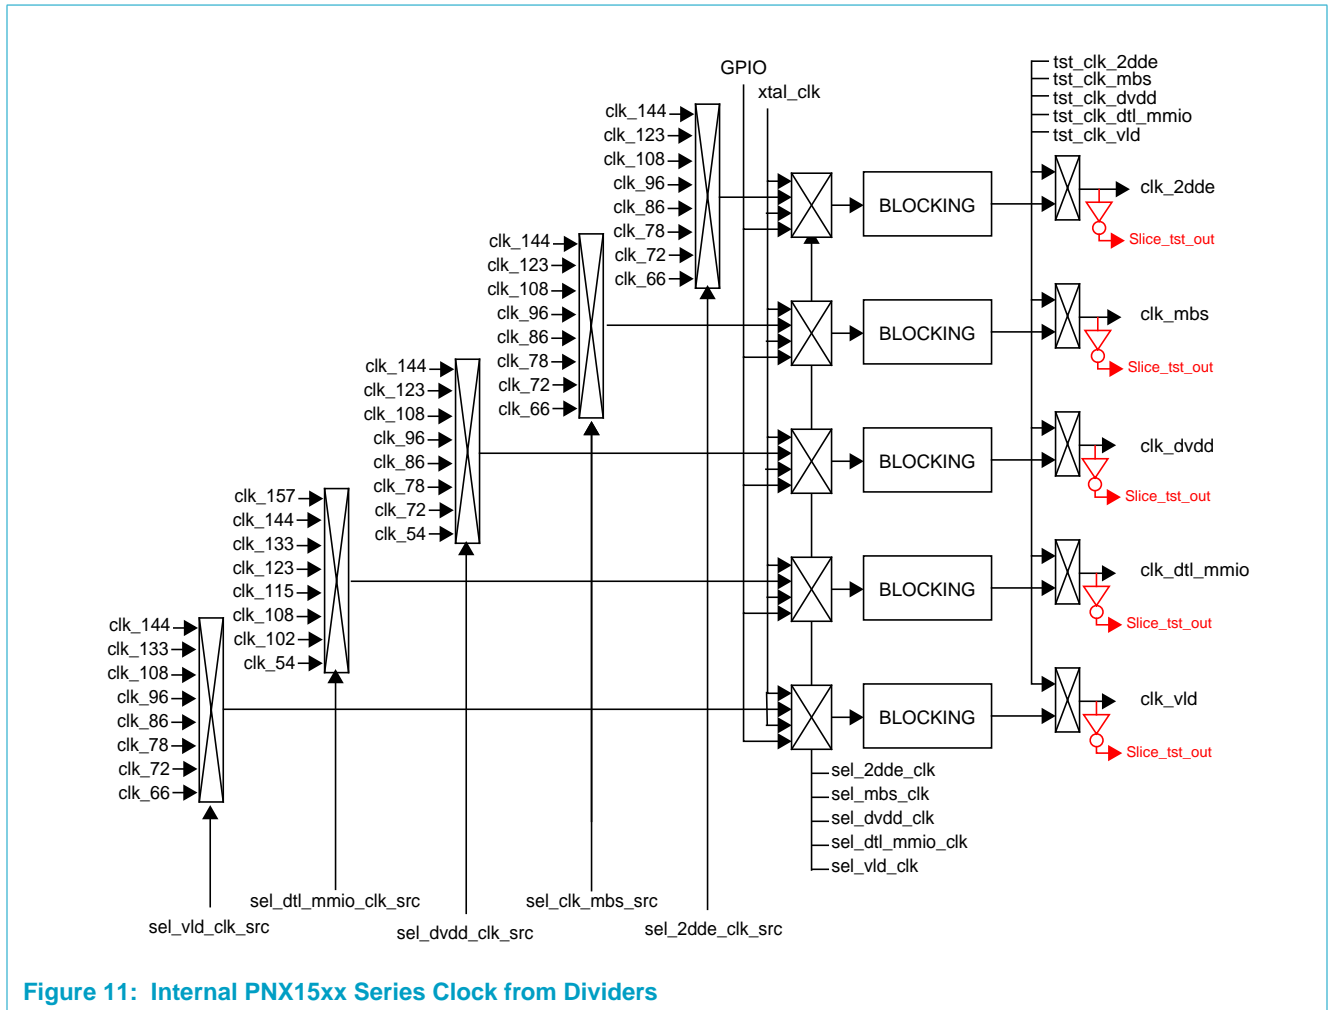 GPIO
xtal_clk
tst_clk_2dde
tst_clk_mbs
tst_clk_dvdd
tst_clk_dtl_mmio
tst_clk_vld
clk_144
clk_123
clk_108
clk_96
clk_86
clk_78
clk_72
clk_66
BLOCKING
clk_2dde
Slice_tst_out
clk_144
clk_123
clk_108
clk_96
clk_86
clk_78
clk_72
clk_66
BLOCKING
clk_mbs
Slice_tst_out
clk_144
clk_123
clk_108
clk_96
clk_86
clk_78
clk_72
clk_54
BLOCKING
clk_dvdd
Slice_tst_out
clk_157
clk_144
clk_133
clk_123
clk_115
clk_108
clk_102
clk_54
BLOCKING
clk_dtl_mmio
Slice_tst_out
clk_144
clk_133
clk_108
clk_96
clk_86
clk_78
clk_72
clk_66
BLOCKING
clk_vld
Slice_tst_out
sel_2dde_clk
sel_mbs_clk
sel_dvdd_clk
sel_dtl_mmio_clk
sel_vld_clk
sel_vld_clk_src
sel_dtl_mmio_clk_src
sel_dvdd_clk_src
sel_clk_mbs_src
sel_2dde_clk_src
Figure 11: Internal PNX15xx Series Clock from Dividers